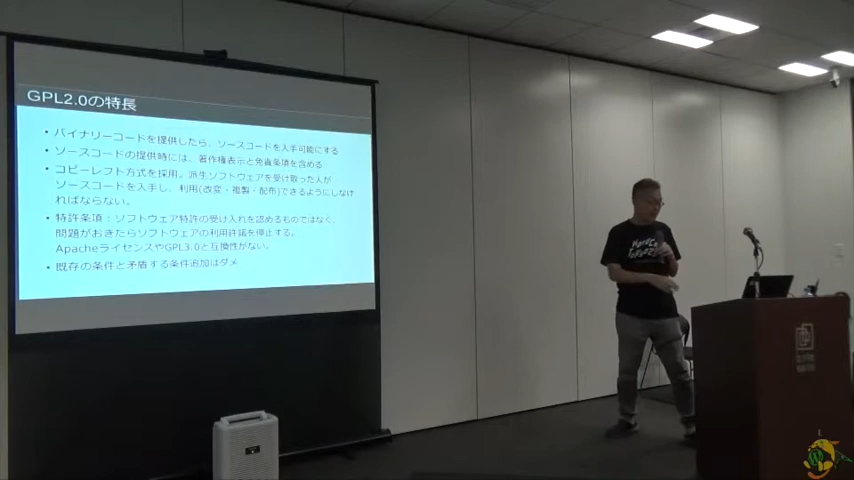 GPL2.0の特長
• バイナリーコードを提供したら、ソースコードを入手可能にする
• ソースコードの提供時には、著作権表示と免責条項を含める
• コピーレフト方式を採用。派生ソフトウェアを受け取った人が
ソースコードを入手し、利用(改変・複製・配布)できるようにしなけ
ればならない。
• 特許条項：ソフトウェア特許の受け入れを認めるものではなく、
問題がおきたらソフトウェアの利用許諾を停止する。
ApacheライセンスやGPL3.0と互換性がない。
• 既存の条件と矛盾する条件追加はダメ